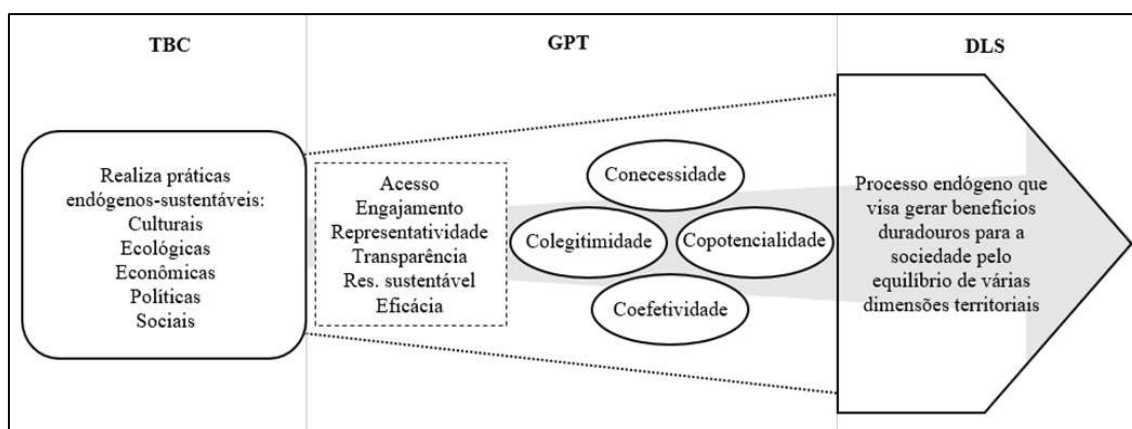 TBC
GPT
DLS
Realiza práticas
endógenos-sustentáveis:
Culturais
Ecológicas
Econômicas
Políticas
Sociais
Acesso
Engajamento
Representatividade
Transparência
Res. sustentável
Eficácia
Conecessidade
Colegitimidade
Copotencialidade
Coefetividade
Processo endógeno que
visa gerar benefícios
duradouros para a
sociedade pelo
equilíbrio de várias
dimensões territoriais